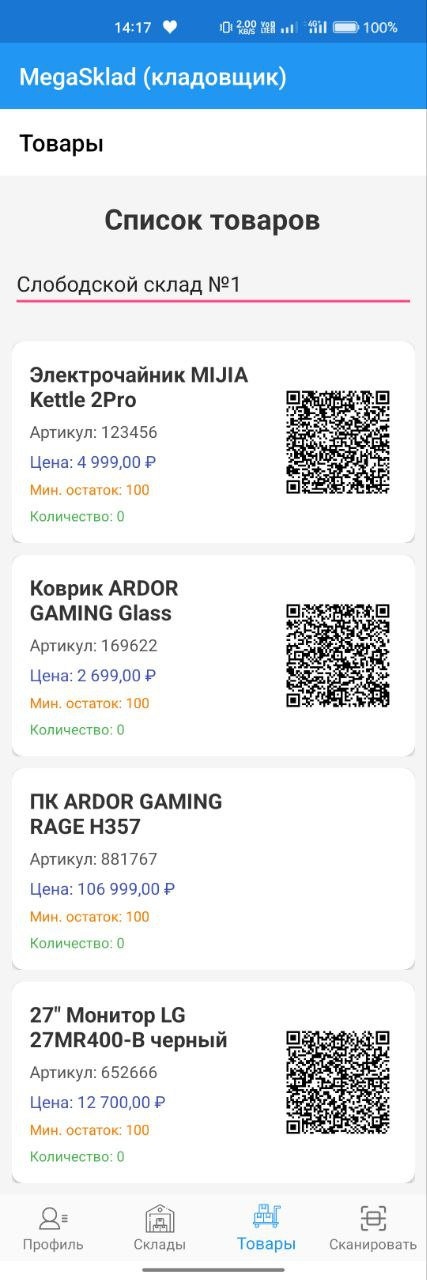 14:17 2,00 KB/S Vo) LTE 4G+ 100%
MegaSklad (кладовщик)
Товары
Список товаров
Слободской склад №1
Электрочайник MIJIA
Kettle 2Pro
Артикул: 123456
Цена: 4 999,00 ₽
Мин. остаток: 100
Количество: 0
Коврик ARDOR
GAMING Glass
Артикул: 169622
Цена: 2 699,00 ₽
Мин. остаток: 100
Количество: 0
ПК ARDOR GAMING
RAGE H357
Артикул: 881767
Цена: 106 999,00 ₽
Мин. остаток: 100
Количество: 0
27" Монитор LG
27MR400-B черный
Артикул: 652666
Цена: 12 700,00 ₽
Мин. остаток: 100
Количество: 0
Профиль Склады Товары Сканировать